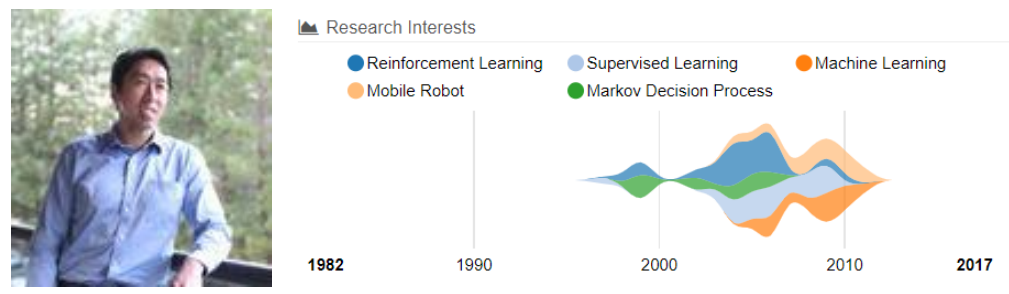 Research Interests
Reinforcement Learning Supervised Learning Machine Learning
Mobile Robot Markov Decision Process
1982 1990 2000 2010 2017